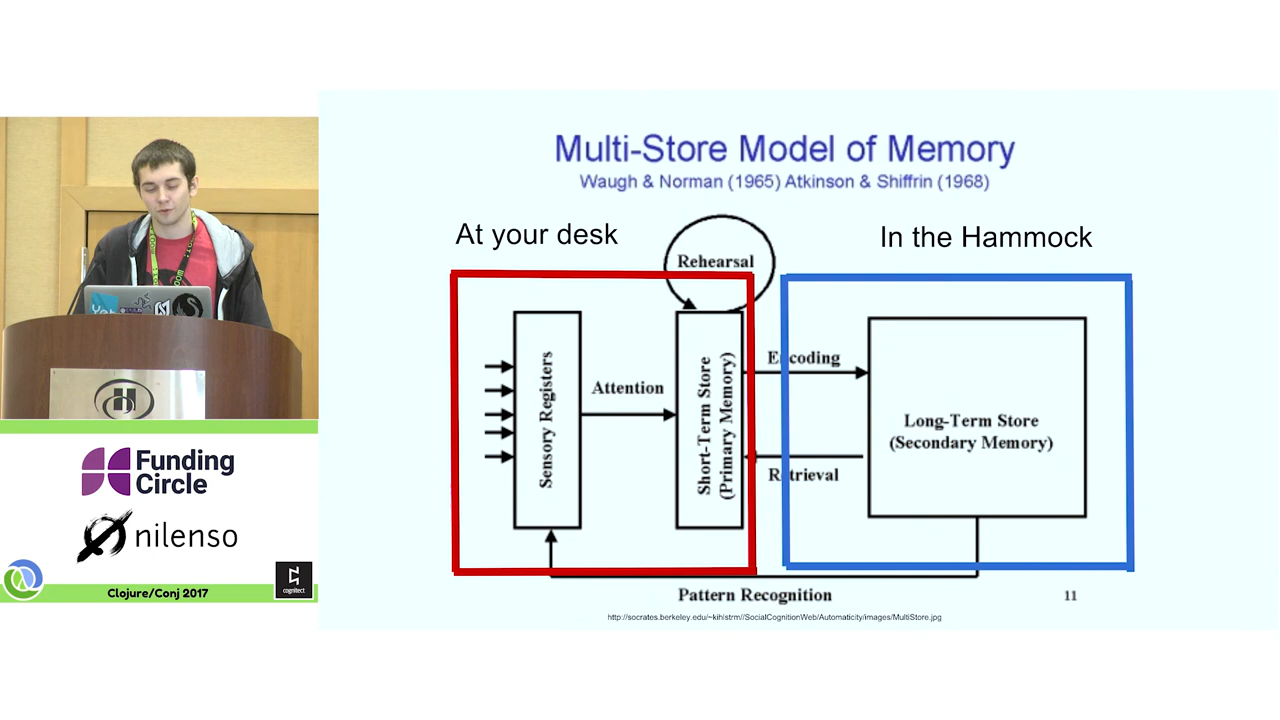 Multi-Store Model of Memory
Waugh & Norman (1965) Atkinson & Shiffrin (1968)
At your desk
In the Hammock
Rehearsal
Sensory Registers
Attention
Short-Term Store
(Primary Memory)
Encoding
Retrieval
Long-Term Store
(Secondary Memory)
Pattern Recognition
11
http://socrates.berkeley.edu/~kihlstrm//SocialCognitionWeb/Automaticity/images/MultiStore.jpg
Funding
Circle
nilenso
Clojure/Conj 2017
cognitect